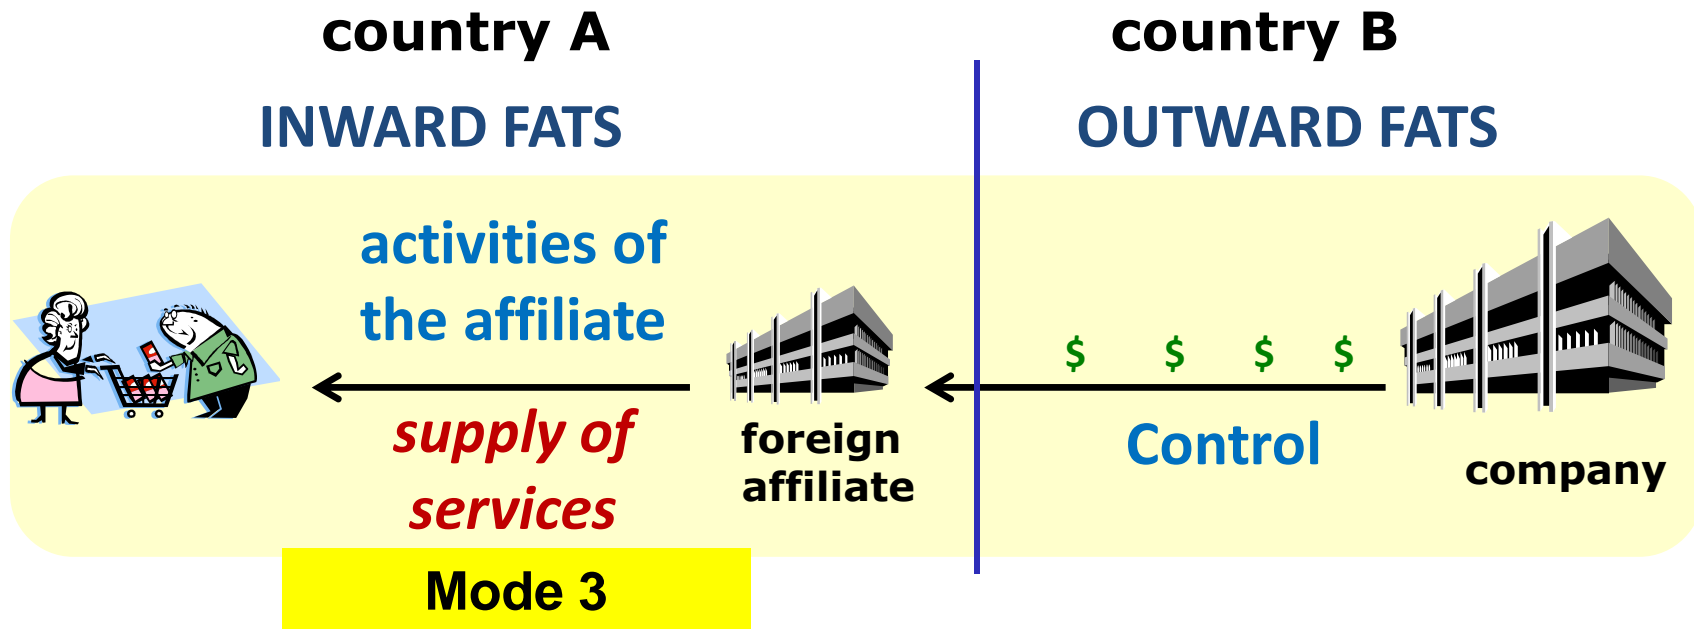 country A
country B
INWARD FATS
OUTWARD FATS
activities of
the affiliate
supply of
services
Mode 3
foreign
affiliate
$ $ $ $
Control
company